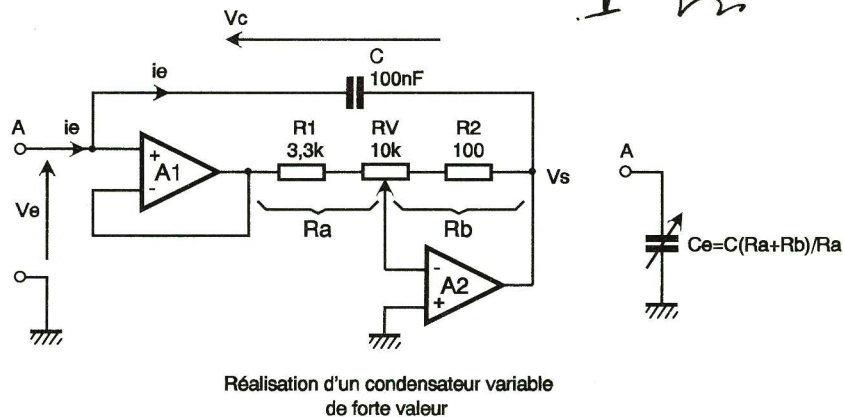 Vc
C
100nF
ie
A
ie
R1
3,3k
RV
10k
R2
100
+
-
A1
Vs
Ve
Ra
Rb
-
+
A2
A
Ce=C(Ra+Rb)/Ra
Réalisation d'un condensateur variable
de forte valeur